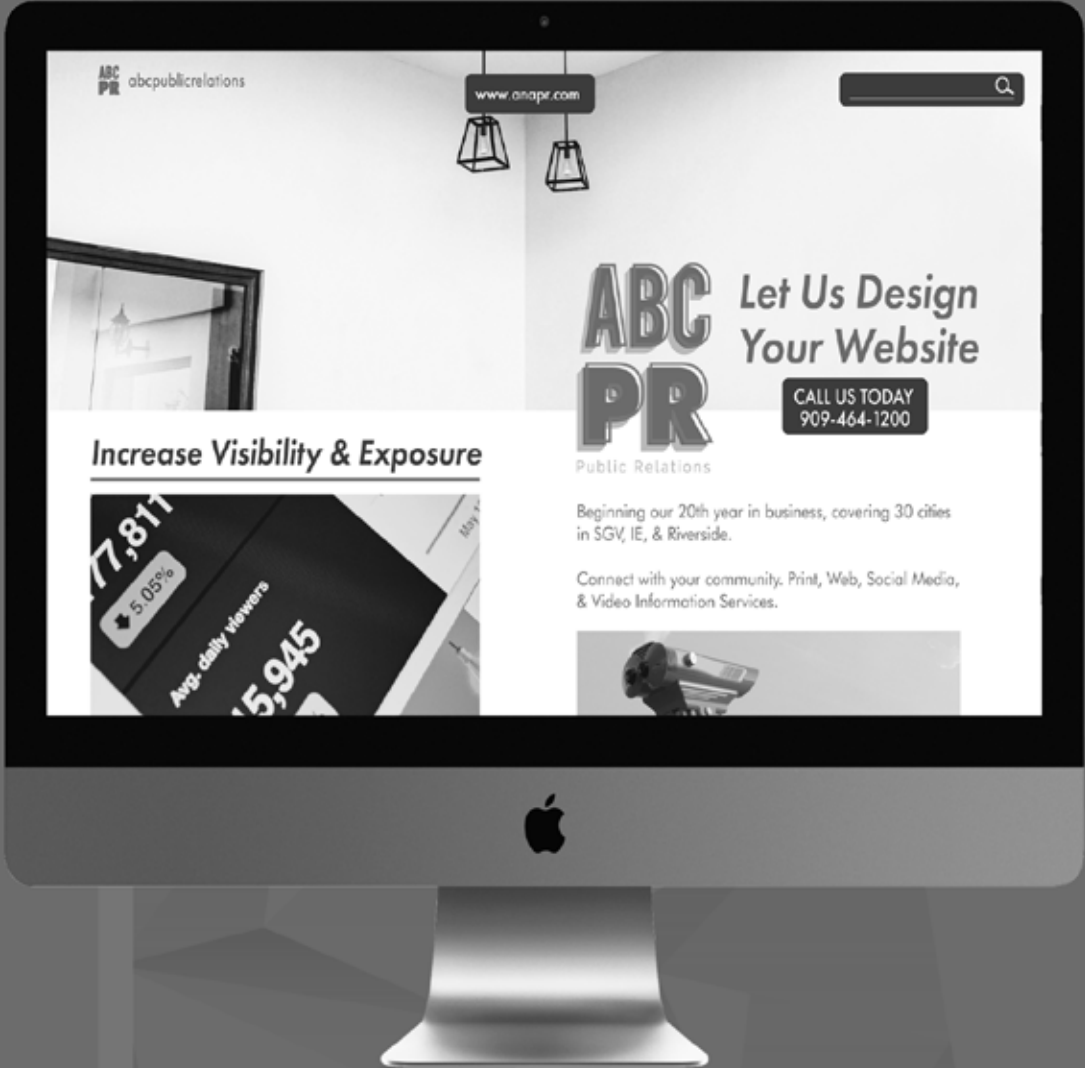 ABC
PR
abcpublicrelations
www.anapr.com
ABC
PR
Public Relations
Let Us Design
Your Website
CALL US TODAY
909-464-1200
Increase Visibility & Exposure
77,811
5.05%
Avg. daily viewers
15,945
Beginning our 20th year in business, covering 30 cities
in SGV, IE, & Riverside.
Connect with your community. Print, Web, Social Media,
& Video Information Services.